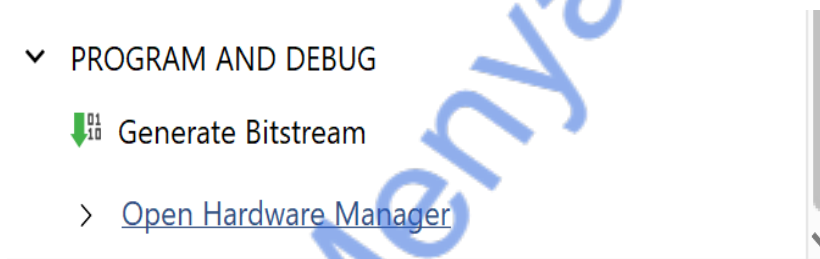 PROGRAM AND DEBUG
Generate Bitstream
Open Hardware Manager